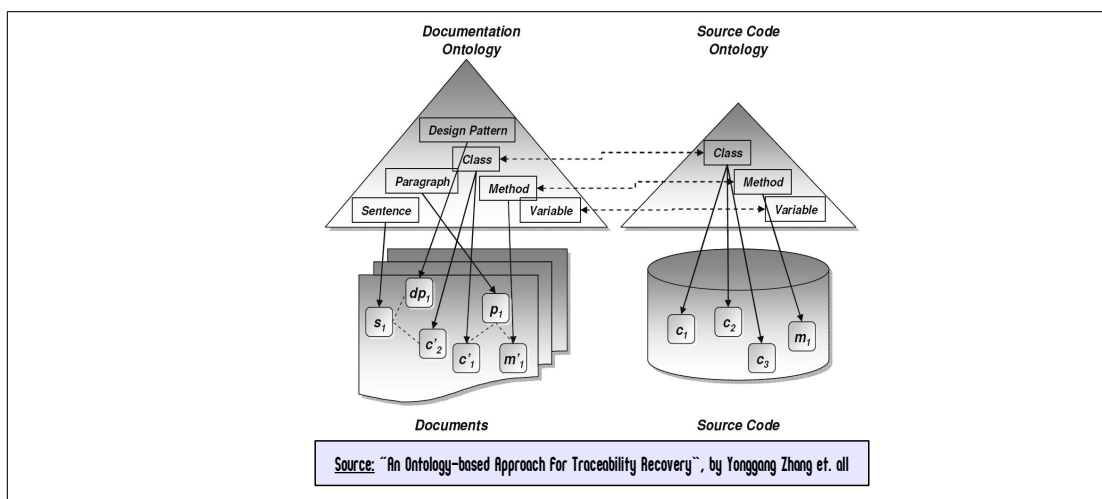 Documentation
Ontology
Source Code
Ontology
Design Pattern
Class
Paragraph
Method
Sentence
Variable
Class
Method
Variable
dp1
s1
p1
c'2
c'1
m'1
c1
c2
c3
m1
Documents
Source Code
Source: ¨An Ontology-based Approach For Traceability Recovery¨, by Yonggang Zhang et. all